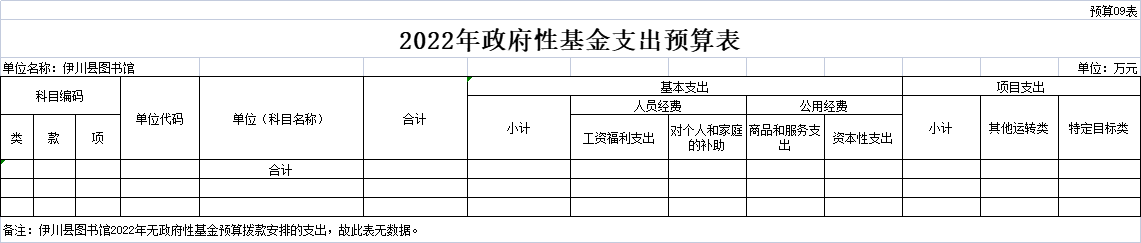 预算09表
2022年政府性基金支出预算表
单位名称：伊川县图书馆 单位：万元
科目编码 单位代码 单位（科目名称） 合计 基本支出 项目支出
小计 人员经费 公用经费 小计 其他运转类 特定目标类
类 款 项 工资福利支出 对个人和家庭的补助 商品和服务支出 资本性支出
合计
备注：伊川县图书馆2022年无政府性基金预算拨款安排的支出，故此表无数据。